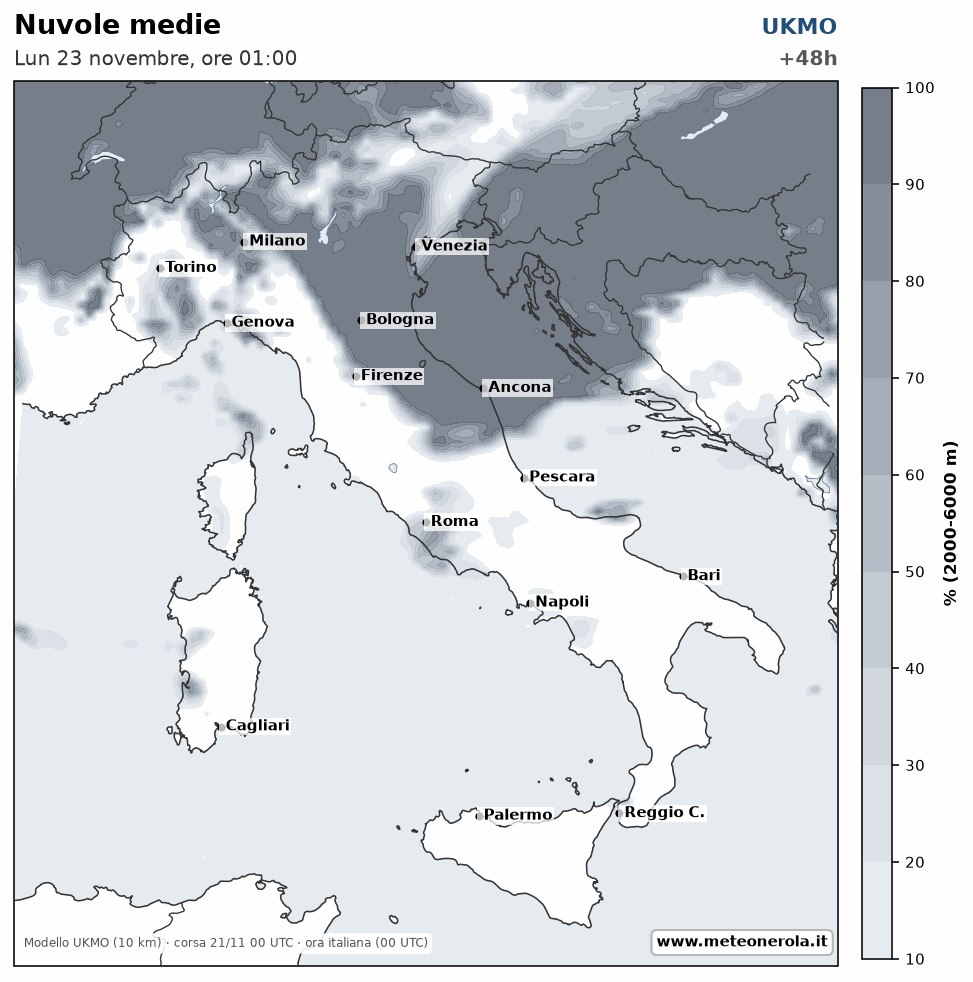 Nuvole medie
UKMO
Lun 23 novembre, ore 01:00
+48h
Milano
Venezia
Torino
Genova
Bologna
Firenze
Ancona
Pescara
Roma
Bari
Napoli
Cagliari
Palermo
Reggio C.
100
90
80
70
60
50
40
30
20
10
% (2000-6000 m)
Modello UKMO (10 km) · corsa 21/11 00 UTC · ora italiana (00 UTC)
www.meteonerola.it